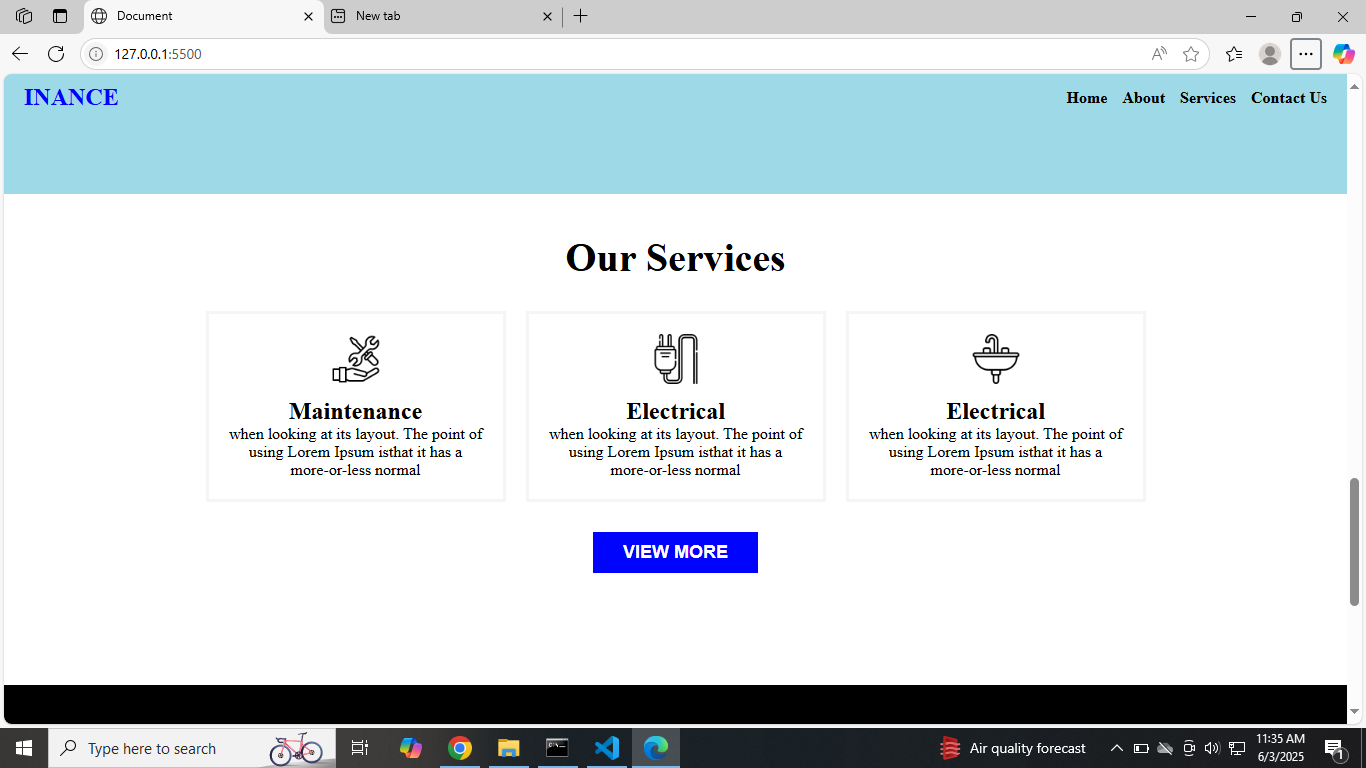 Document
New tab
127.0.0.1:5500
INANCE
Home About Services Contact Us
Our Services
Maintenance
when looking at its layout. The point of
using Lorem Ipsum isthat it has a
more-or-less normal
Electrical
when looking at its layout. The point of
using Lorem Ipsum isthat it has a
more-or-less normal
Electrical
when looking at its layout. The point of
using Lorem Ipsum isthat it has a
more-or-less normal
VIEW MORE
Type here to search
Air quality forecast
11:35 AM
6/3/2025
1